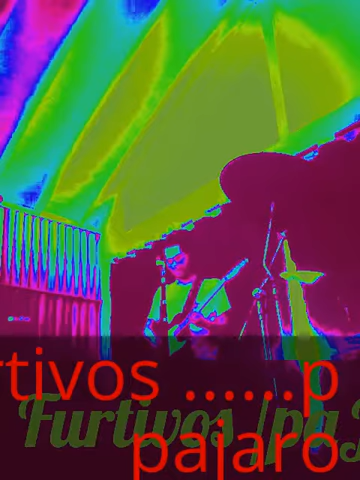 rtivos ......p
Furtivos /pa
pajaro